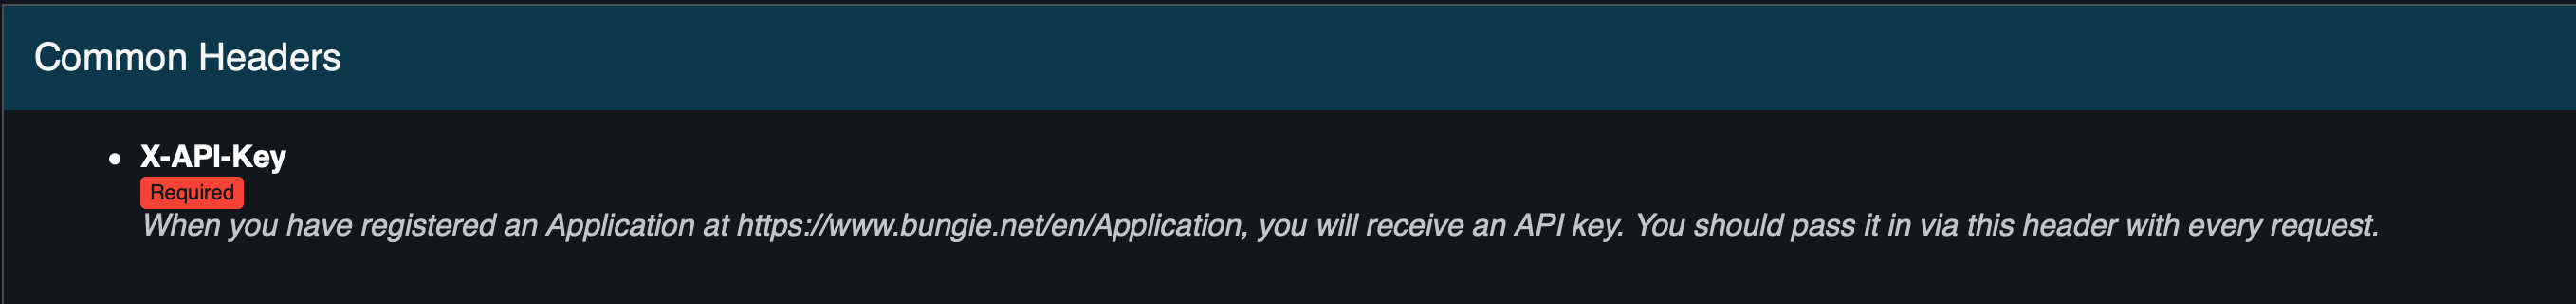 Common Headers
X-API-Key
Required
When you have registered an Application at https://www.bungie.net/en/Application, you will receive an API key. You should pass it in via this header with every request.